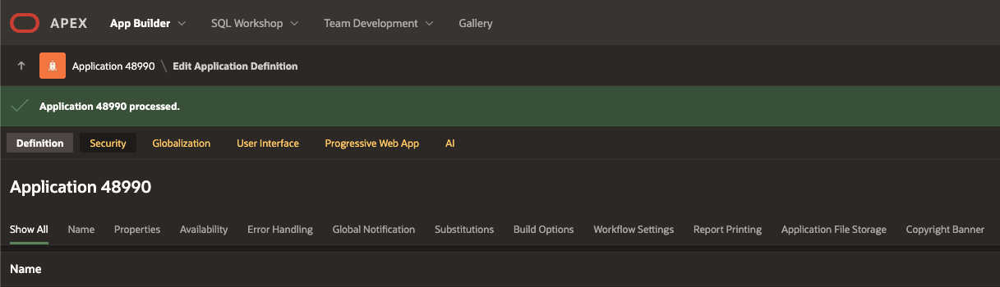 APEX App Builder SQL Workshop Team Development Gallery
Application 48990 \ Edit Application Definition
Application 48990 processed.
Definition Security Globalization User Interface Progressive Web App AI
Application 48990
Show All Name Properties Availability Error Handling Global Notification Substitutions Build Options Workflow Settings Report Printing Application File Storage Copyright Banner
Name